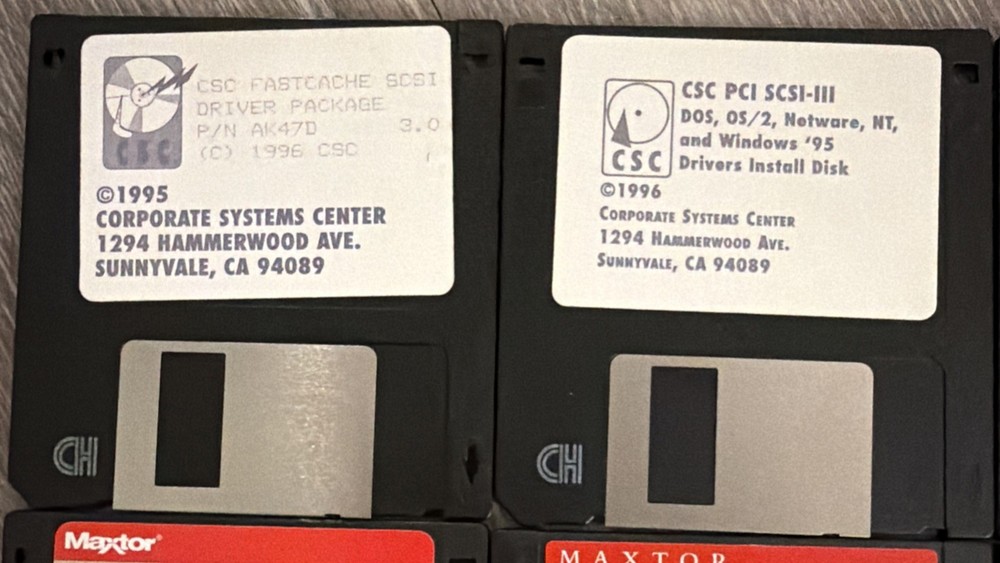 CSC FASTCACHE SCSI
DRIVER PACKAGE
P/N AK47D 3.0
(C) 1996 CSC
CSC
©1995
CORPORATE SYSTEMS CENTER
1294 HAMMERWOOD AVE.
SUNNYVALE, CA 94089
CSC PCI SCSI-III
DOS, OS/2, Netware, NT,
and Windows '95
Drivers Install Disk
CSC
©1996
CORPORATE SYSTEMS CENTER
1294 HAMMERWOOD AVE.
SUNNYVALE, CA 94089
CH
CH
Maxtor®
MAXTOR